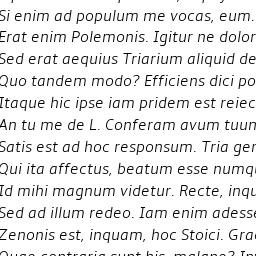 Si enim ad populum me vocas, eum.
Erat enim Polemonis. Igitur ne dolor
Sed erat aequius Triarium aliquid de
Quo tandem modo? Efficiens dici po
Itaque hic ipse iam pridem est reiec
An tu me de L. Conferam avum tuum
Satis est ad hoc responsum. Tria ger
Qui ita affectus, beatum esse numqu
Id mihi magnum videtur. Recte, inqu
Sed ad illum redeo. Iam enim adesse
Zenonis est, inquam, hoc Stoici. Gra